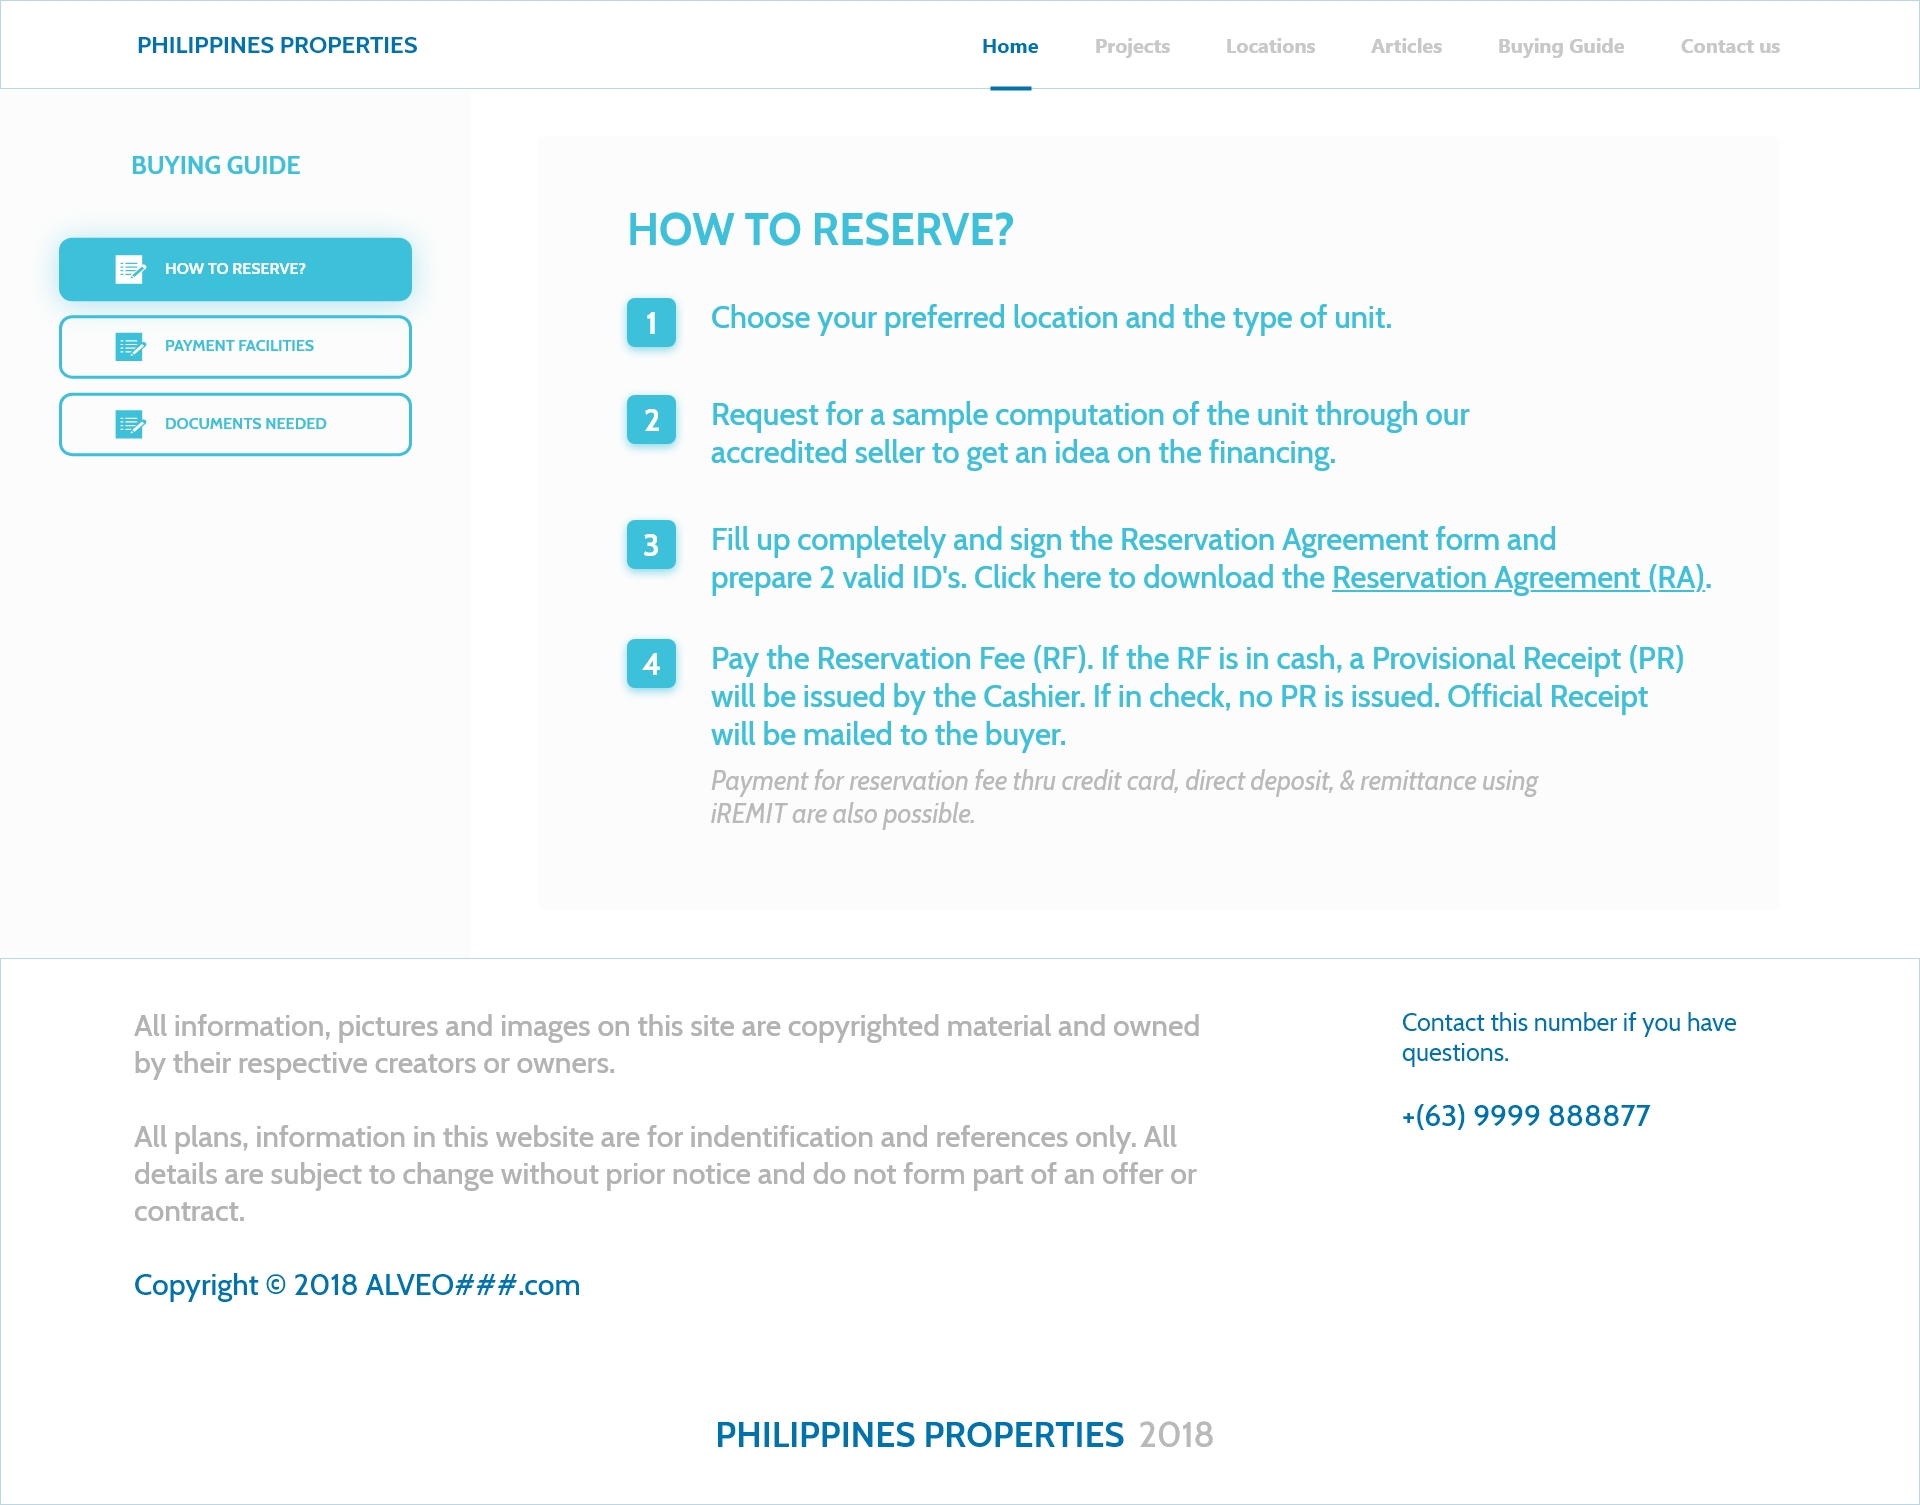 PHILIPPINES PROPERTIES
Home
Projects
Locations
Articles
Buying Guide
Contact us
BUYING GUIDE
HOW TO RESERVE?
PAYMENT FACILITIES
DOCUMENTS NEEDED
HOW TO RESERVE?
1
Choose your preferred location and the type of unit.
2
Request for a sample computation of the unit through our
accredited seller to get an idea on the financing.
3
Fill up completely and sign the Reservation Agreement form and
prepare 2 valid ID's. Click here to download the Reservation Agreement (RA).
4
Pay the Reservation Fee (RF). If the RF is in cash, a Provisional Receipt (PR)
will be issued by the Cashier. If in check, no PR is issued. Official Receipt
will be mailed to the buyer.
Payment for reservation fee thru credit card, direct deposit, & remittance using
iREMIT are also possible.
All information, pictures and images on this site are copyrighted material and owned
by their respective creators or owners.
All plans, information in this website are for indentification and references only. All
details are subject to change without prior notice and do not form part of an offer or
contract.
Copyright © 2018 ALVEO###.com
Contact this number if you have
questions.
+(63) 9999 888877
PHILIPPINES PROPERTIES 2018